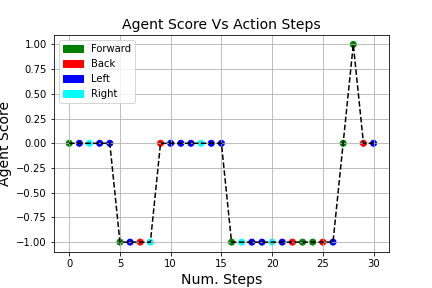 Agent Score Vs Action Steps
Agent Score
1.00
0.75
0.50
0.25
0.00
−0.25
−0.50
−0.75
−1.00
Forward
Back
Left
Right
0 5 10 15 20 25 30
Num. Steps